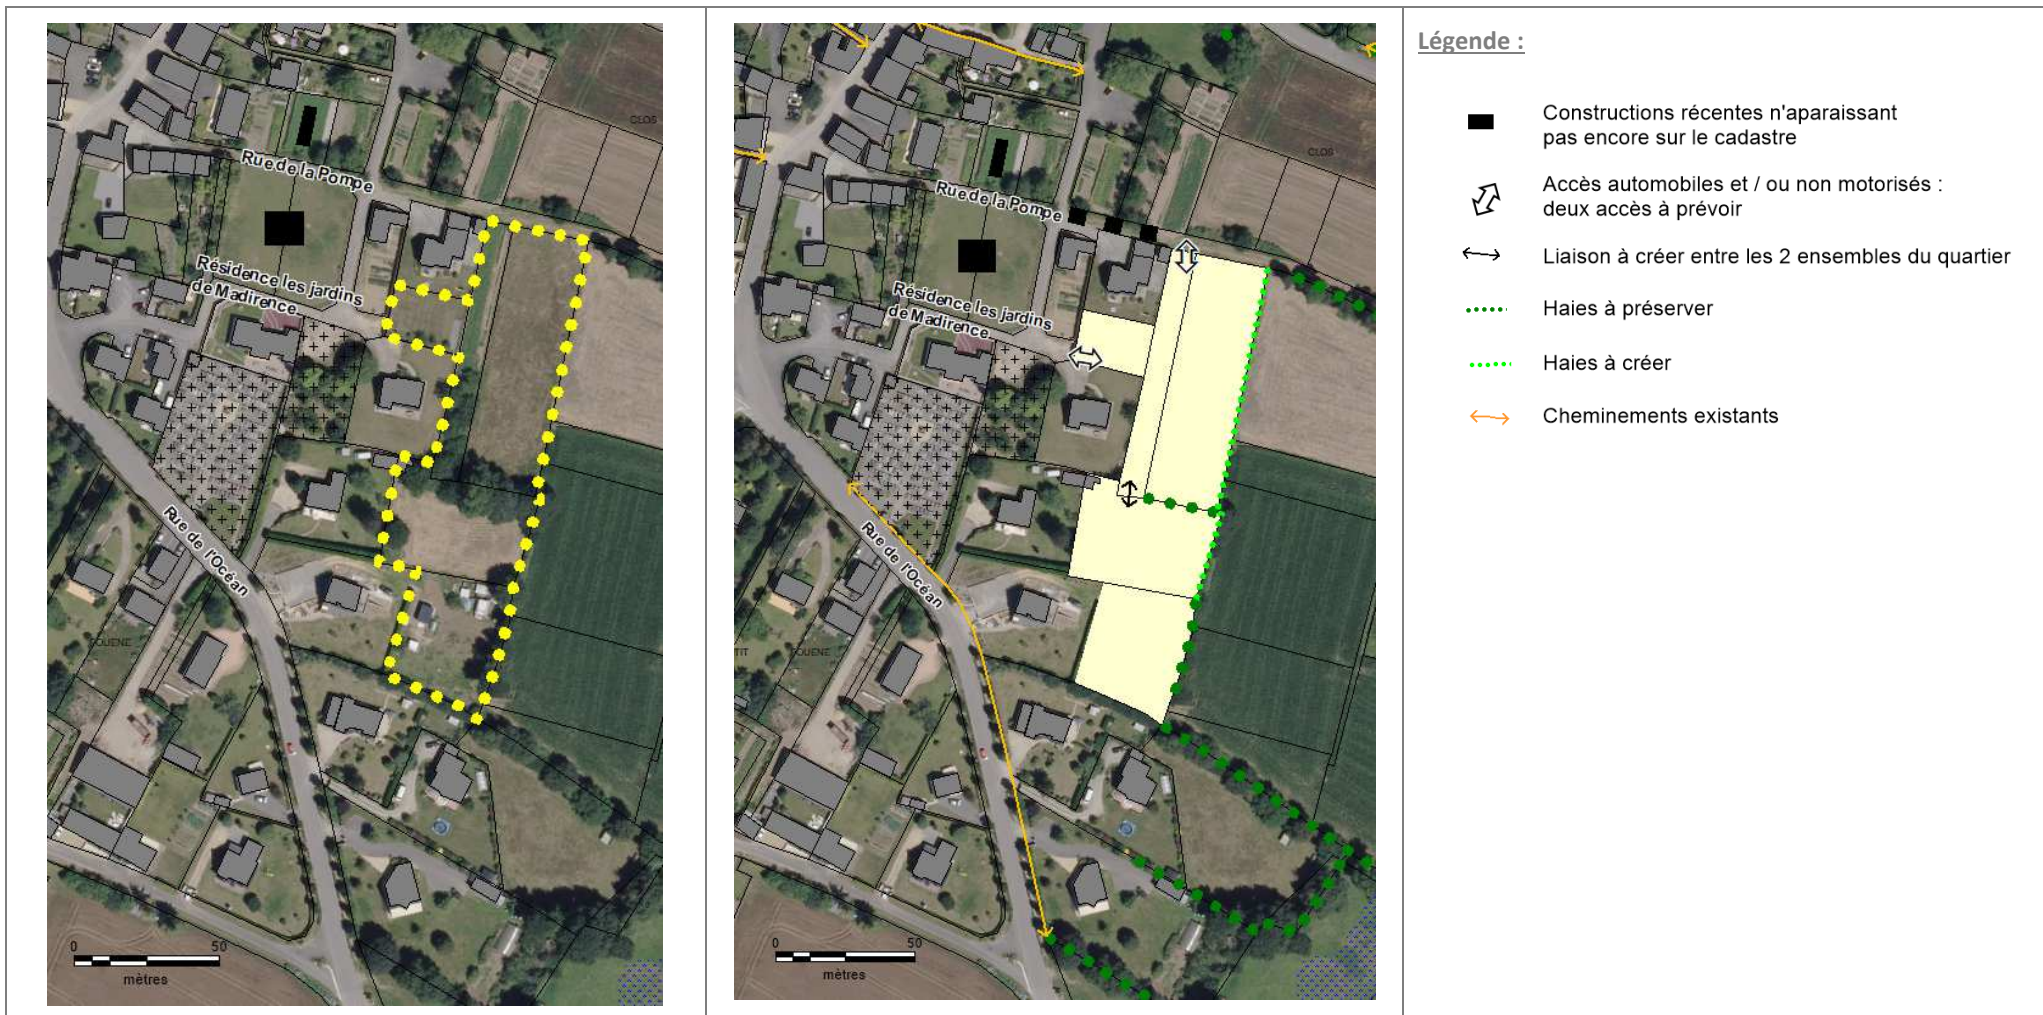 CLOS
Rue de la Pompe
Résidence les jardins
de Madirence
Rue de l'Océan
FOUENE
0 50
mètres
CLOS
Rue de la Pompe
Résidence les jardins
de Madirence
Rue de l'Océan
TIT FOUENE
0 50
mètres
Légende :
Constructions récentes n'aparaissant
pas encore sur le cadastre
Accès automobiles et / ou non motorisés :
deux accès à prévoir
Liaison à créer entre les 2 ensembles du quartier
Haies à préserver
Haies à créer
Cheminements existants